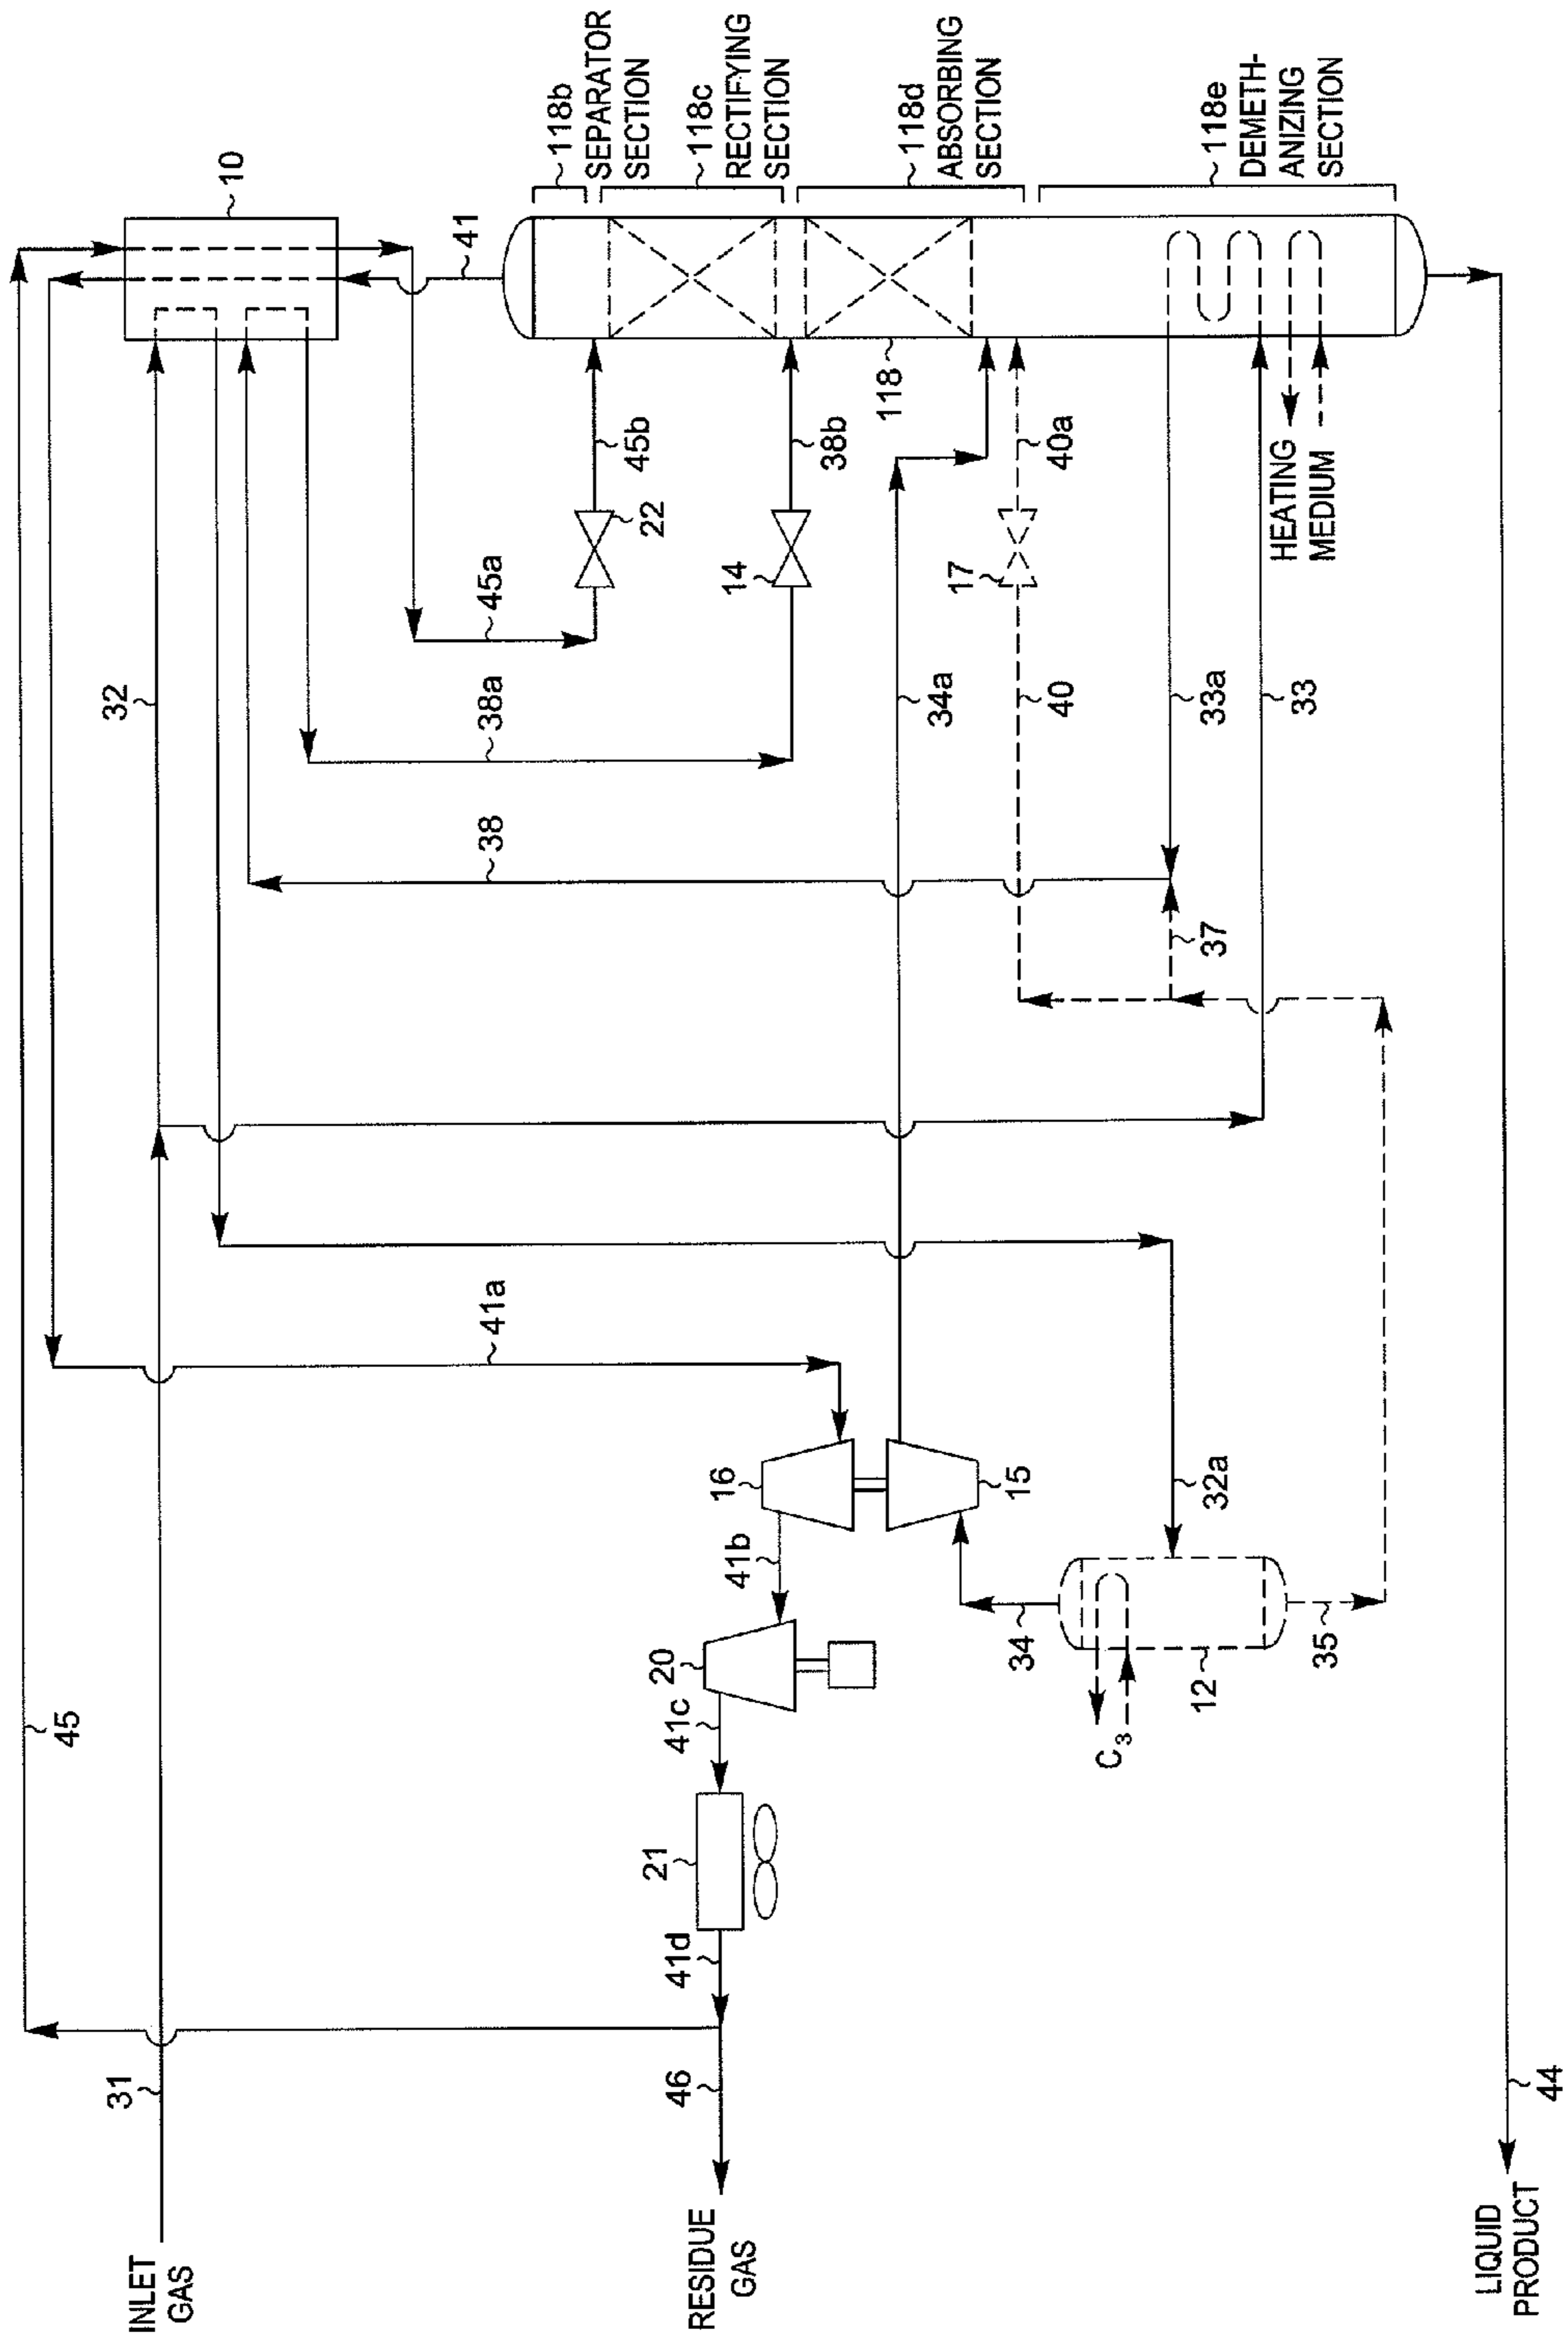 INLET
GAS
31
45
RESIDUE
GAS
46
41d
21
41c
20
41b
16
15
41a
34
12
C3
35
32a
32
38
38a
45a
37
34a
40
33a
33
22
14
17
45b
38b
40a
HEATING
MEDIUM
10
41
118
118b
SEPARATOR
SECTION
118c
RECTIFYING
SECTION
118d
ABSORBING
SECTION
118e
DEMETH-
ANIZING
SECTION
LIQUID
PRODUCT
44